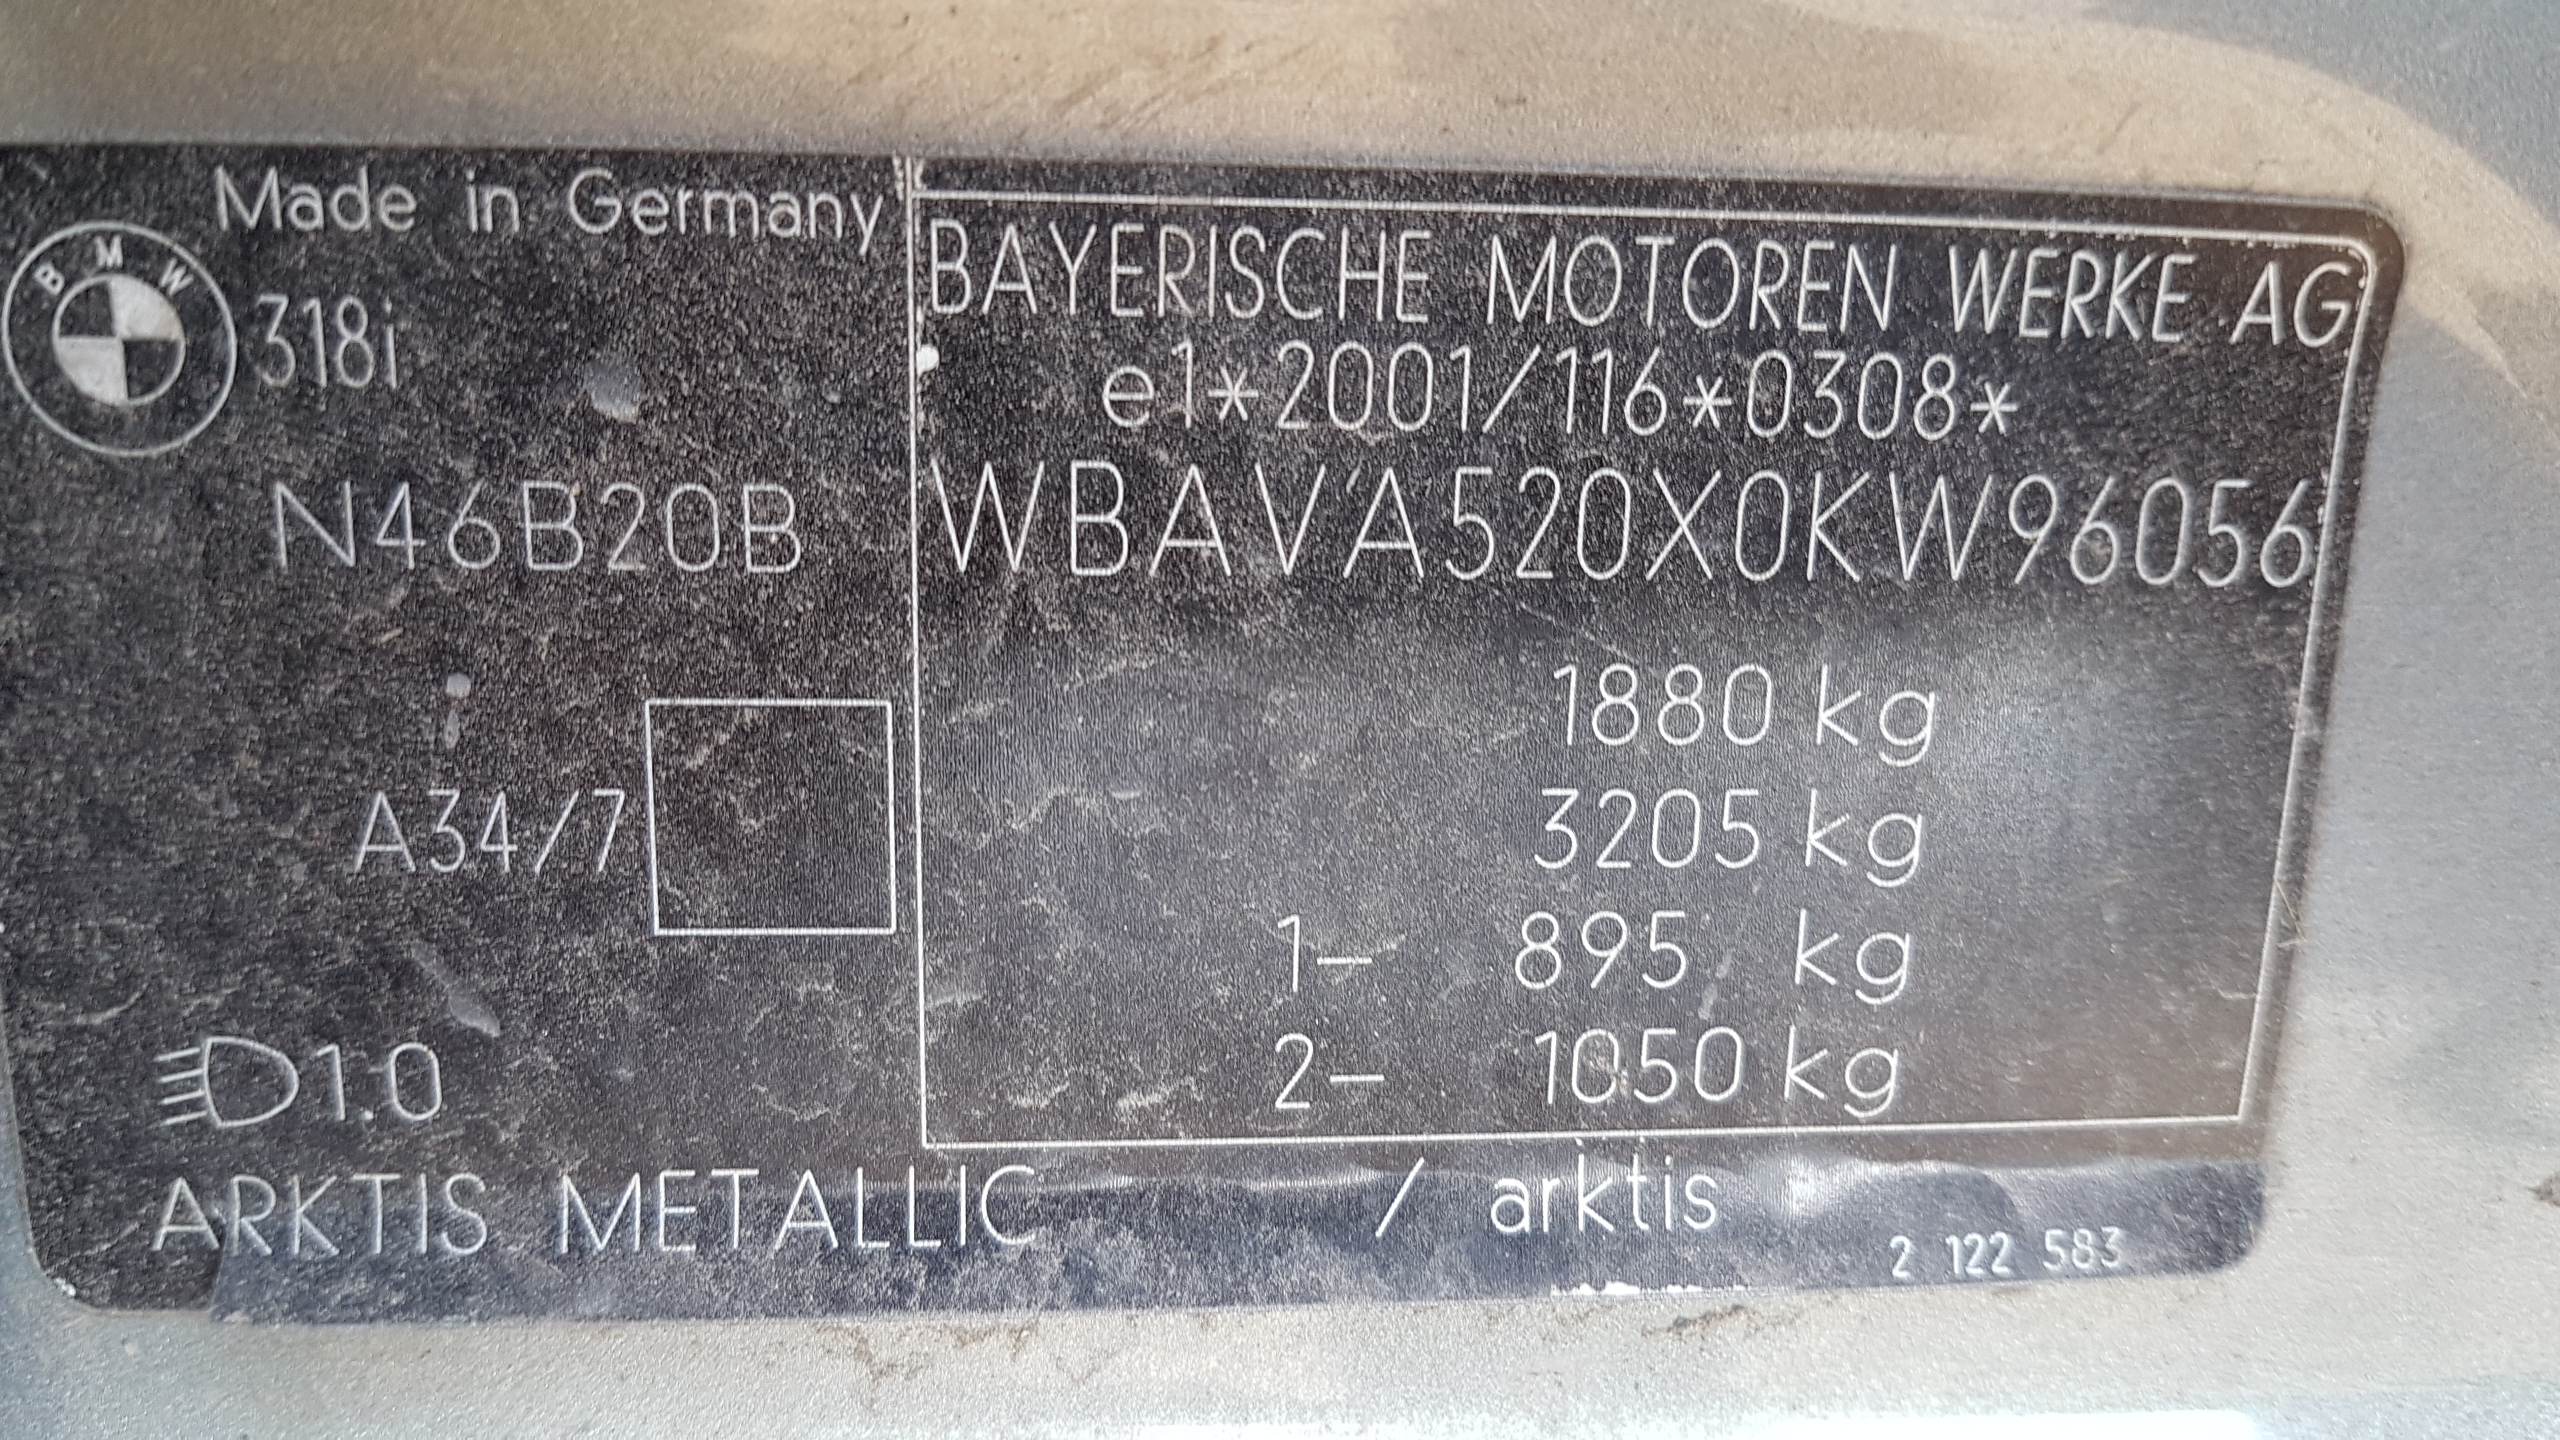 Made in Germany
BMW
318i
N46B20B
A34/7
1.0
BAYERISCHE MOTOREN WERKE AG
e1*2001/116*0308*
WBAVA520X0KW96056
1880 kg
3205 kg
1– 895 kg
2– 1050 kg
ARKTIS METALLIC / arktis
2 122 583